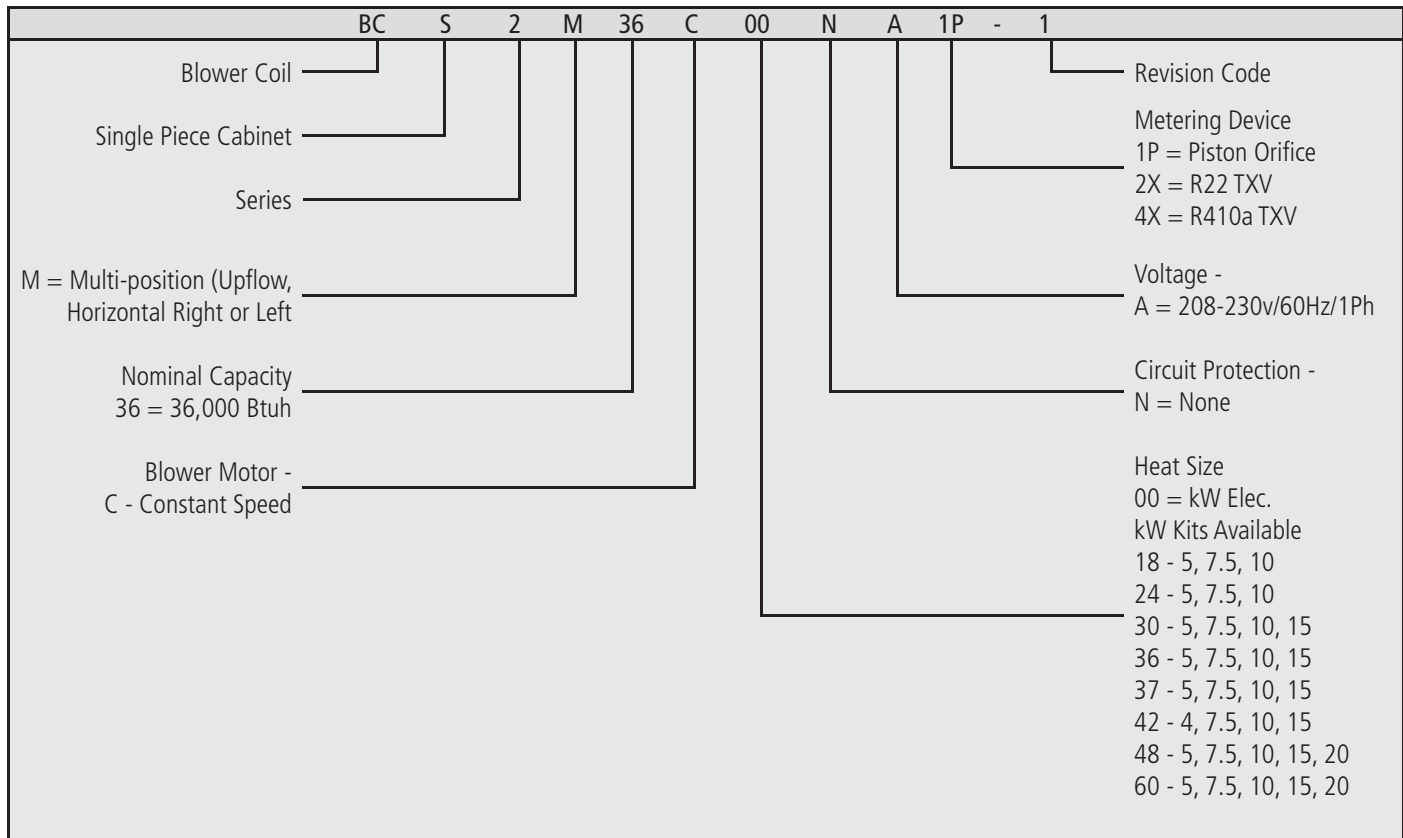 BC S 2 M 36 C 00 N A 1P - 1
Blower Coil
Single Piece Cabinet
Series
M = Multi-position (Upflow,
Horizontal Right or Left
Nominal Capacity
36 = 36,000 Btuh
Blower Motor -
C - Constant Speed
Revision Code
Metering Device
1P = Piston Orifice
2X = R22 TXV
4X = R410a TXV
Voltage -
A = 208-230v/60Hz/1Ph
Circuit Protection -
N = None
Heat Size
00 = kW Elec.
kW Kits Available
18 - 5, 7.5, 10
24 - 5, 7.5, 10
30 - 5, 7.5, 10, 15
36 - 5, 7.5, 10, 15
37 - 5, 7.5, 10, 15
42 - 4, 7.5, 10, 15
48 - 5, 7.5, 10, 15, 20
60 - 5, 7.5, 10, 15, 20